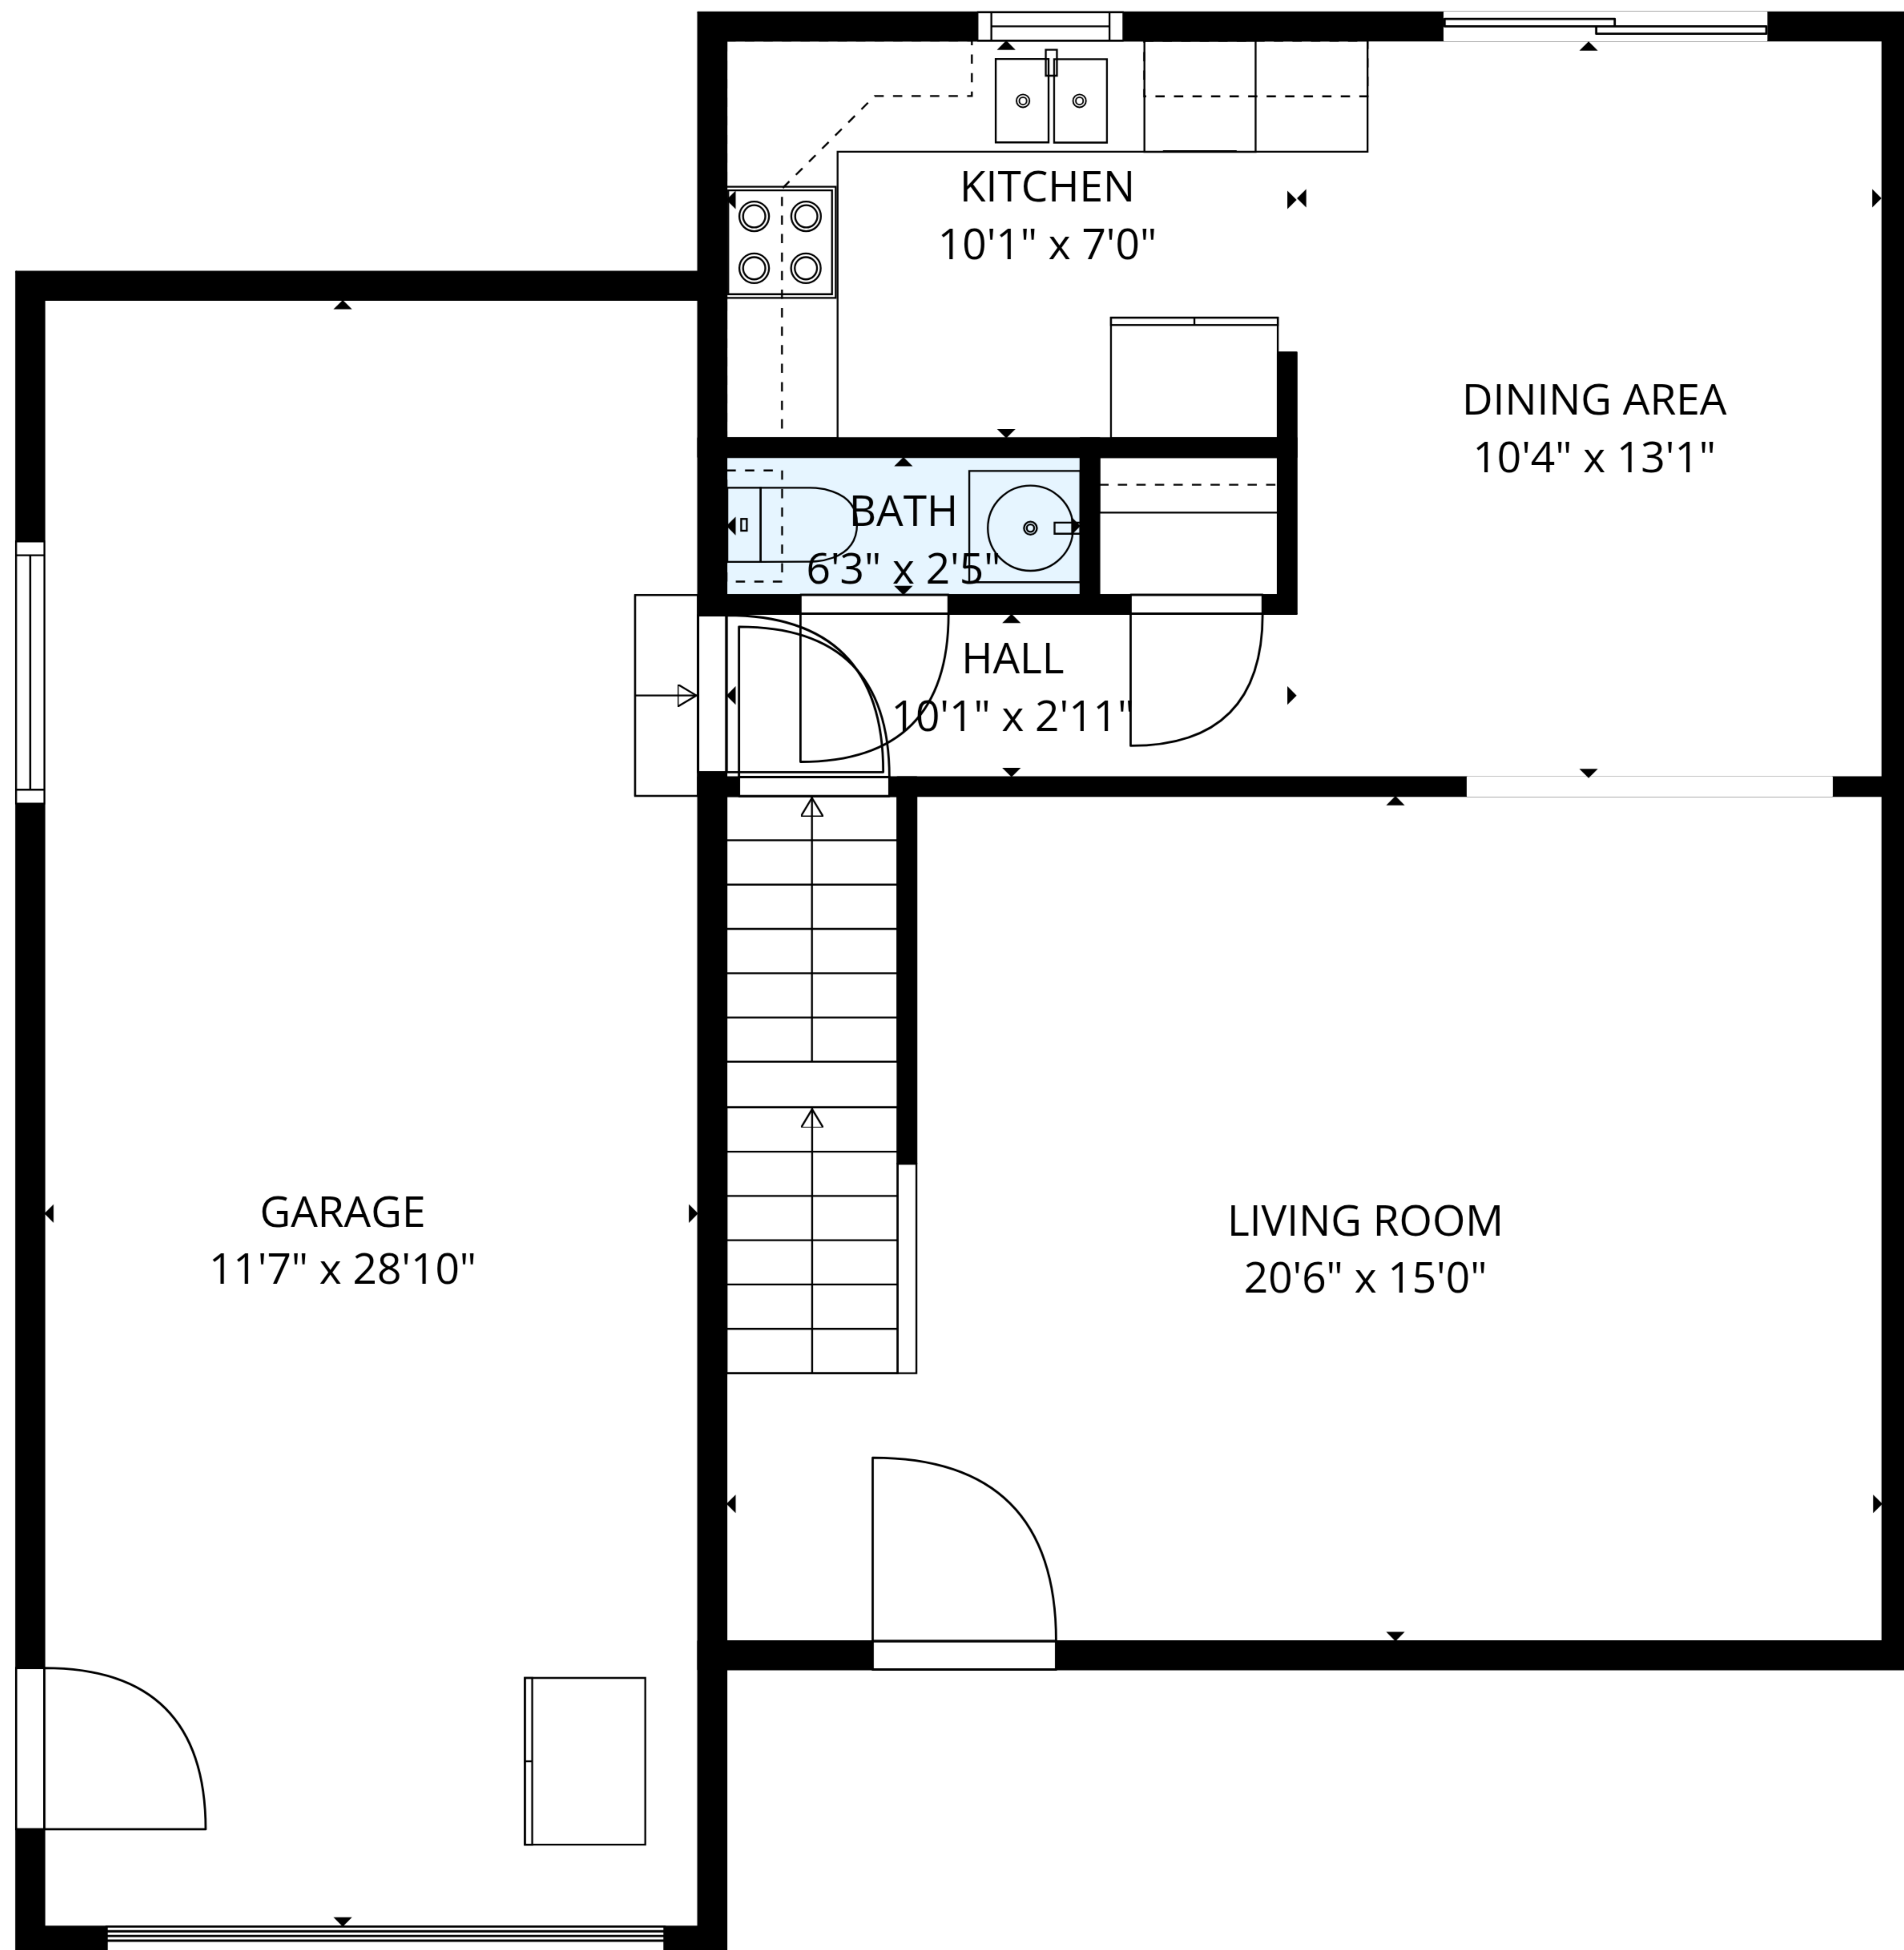 KITCHEN
10'1" x 7'0"
DINING AREA
10'4" x 13'1"
BATH
6'3" x 2'5"
HALL
10'1" x 2'11"
GARAGE
11'7" x 28'10"
LIVING ROOM
20'6" x 15'0"